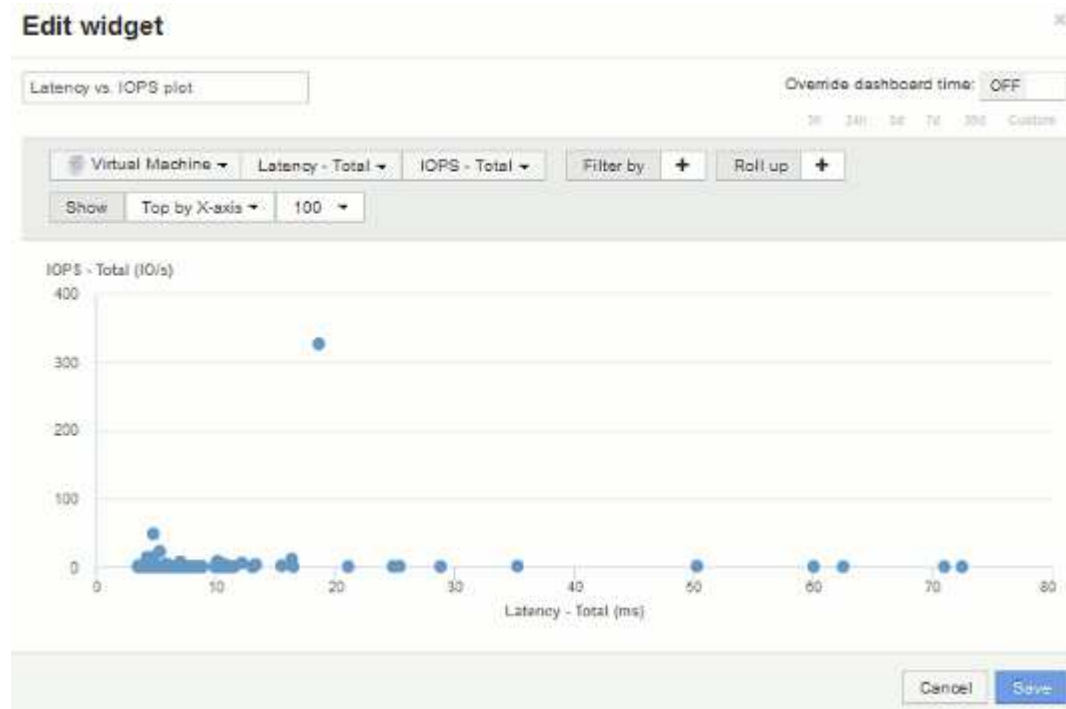 Edit widget
Latency vs. IOPS plot
Override dashboard time: OFF
3h 24h 3d 7d 30d Custom
Virtual Machine Latency - Total IOPS - Total Filter by + Roll up +
Show Top by X-axis 100
IOPS - Total (IO/s)
400
300
200
100
0
0 10 20 30 40 50 60 70 80
Latency - Total (ms)
Cancel Save